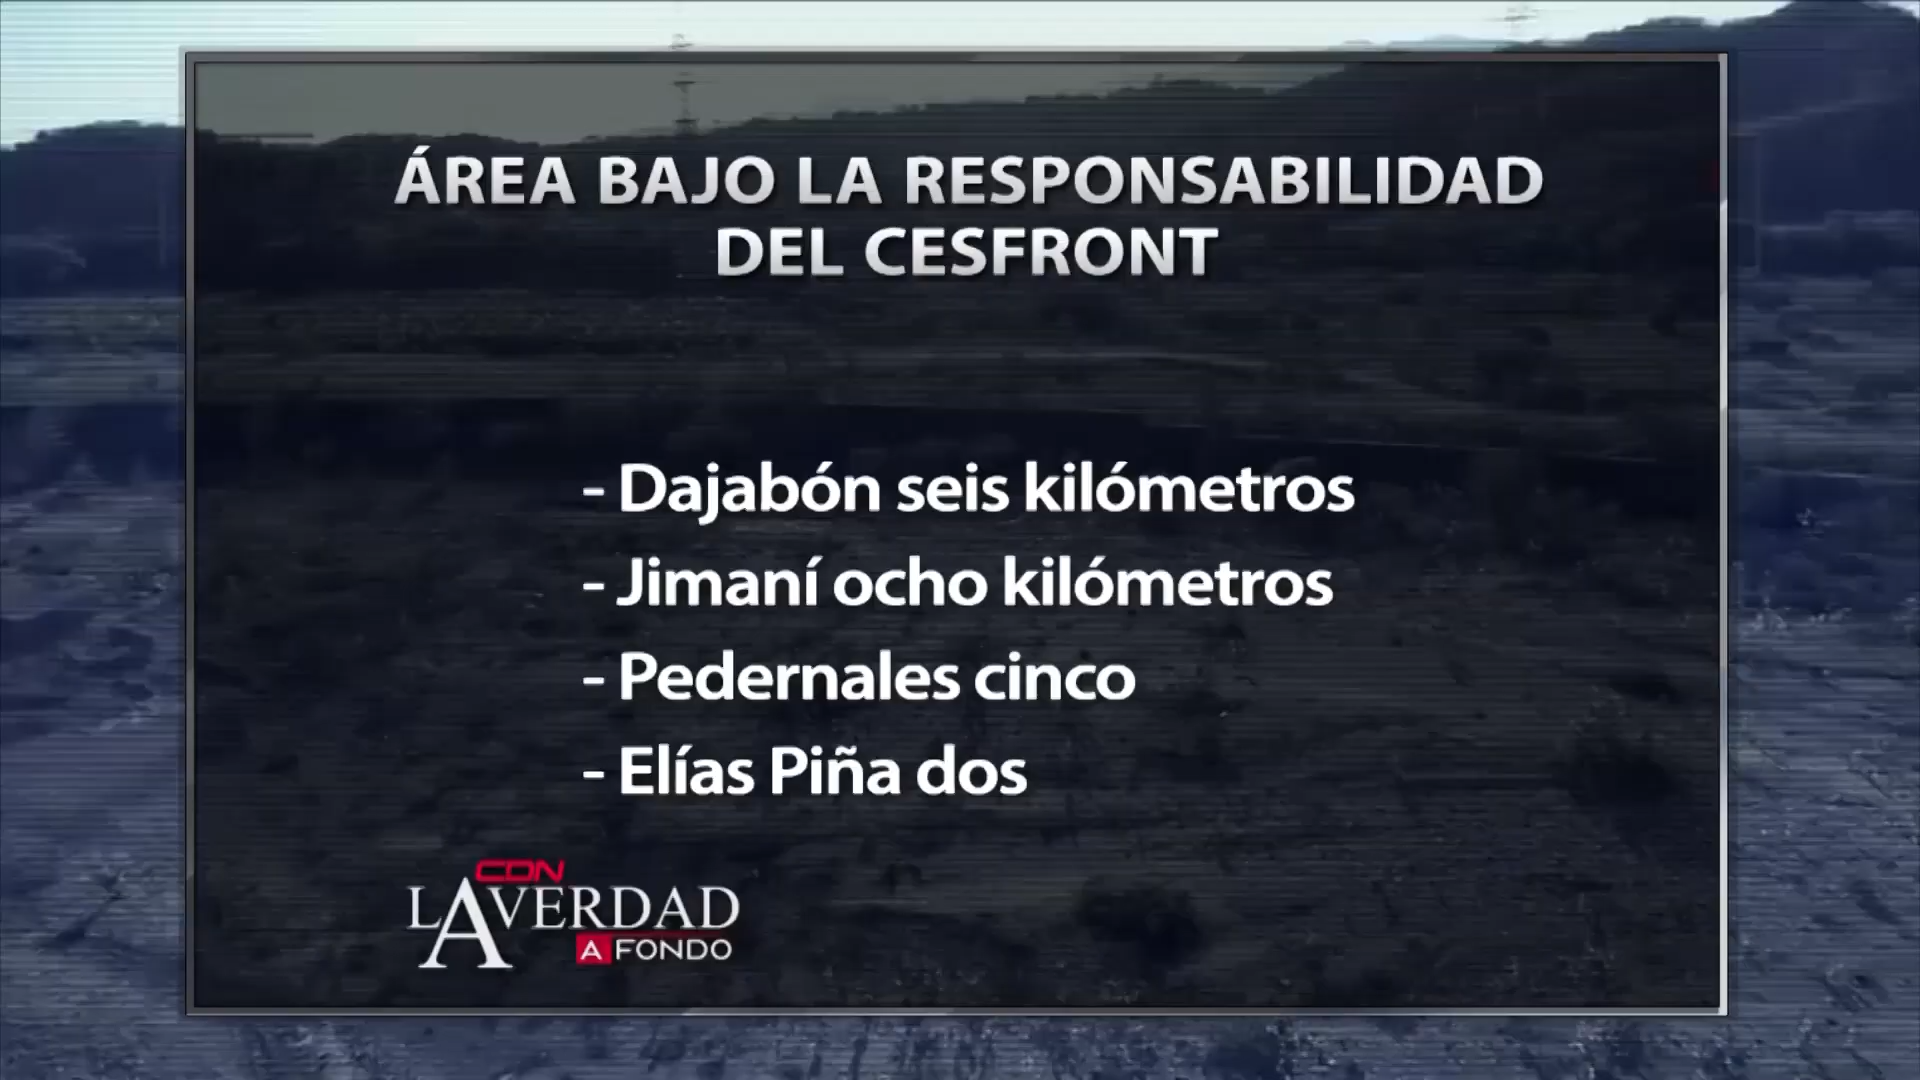 ÁREA BAJO LA RESPONSABILIDAD
DEL CESFRONT
- Dajabón seis kilómetros
- Jimaní ocho kilómetros
- Pedernales cinco
- Elías Piña dos
CDN
LA VERDAD
A FONDO